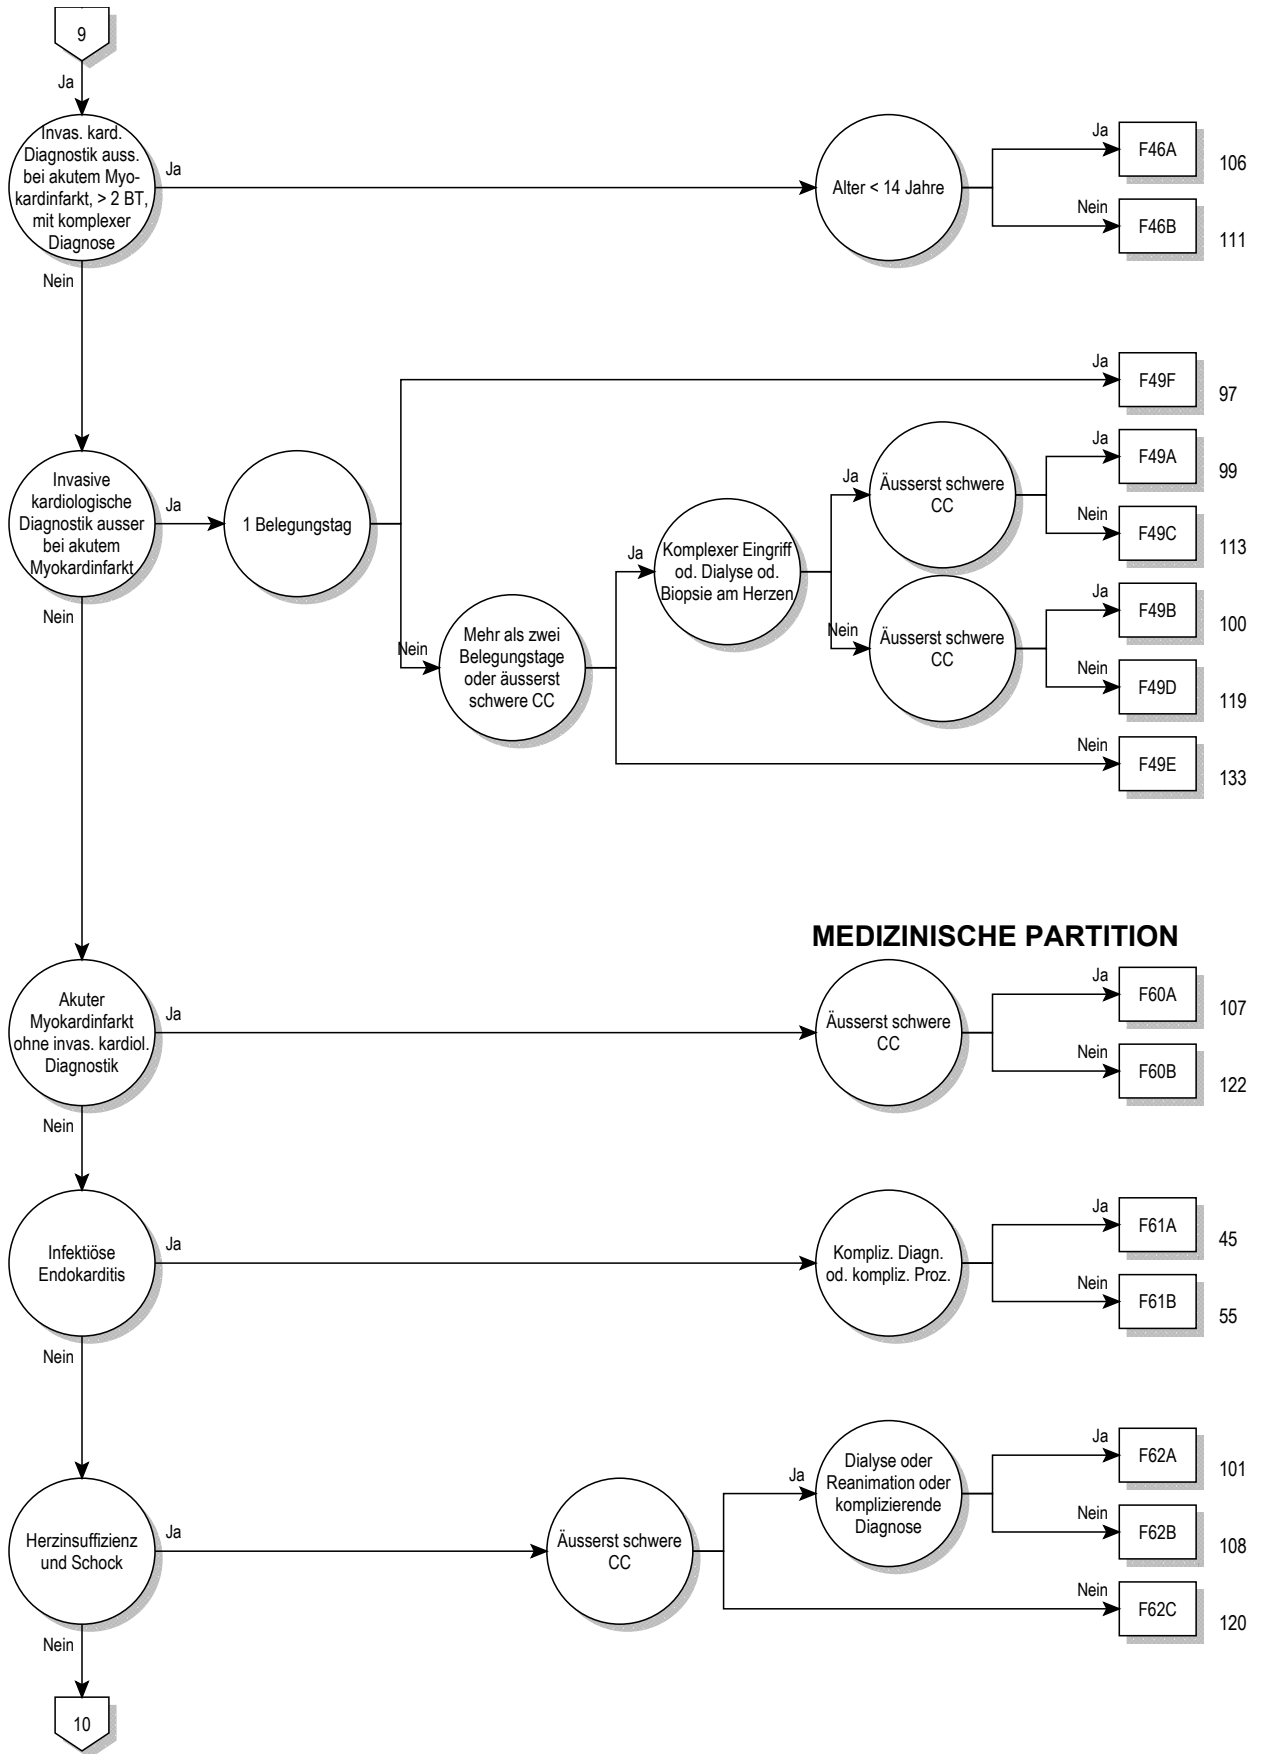 9
Ja
Invas. kard.
Diagnostik auss.
bei akutem Myo-
kardinfarkt, > 2 BT,
mit komplexer
Diagnose
Ja
Alter < 14 Jahre
Ja
F46A
106
Nein
F46B
111
Nein
Invasive
kardiologische
Diagnostik ausser
bei akutem
Myokardinfarkt
Ja
1 Belegungstag
Ja
F49F
97
Nein
Mehr als zwei
Belegungstage
oder äusserst
schwere CC
Ja
Komplexer Eingriff
od. Dialyse od.
Biopsie am Herzen
Ja
Äusserst schwere
CC
Ja
F49A
99
Nein
F49C
113
Nein
Äusserst schwere
CC
Ja
F49B
100
Nein
F49D
119
Nein
F49E
133
Nein
MEDIZINISCHE PARTITION
Akuter
Myokardinfarkt
ohne invas. kardiol.
Diagnostik
Ja
Äusserst schwere
CC
Ja
F60A
107
Nein
F60B
122
Nein
Infektiöse
Endokarditis
Ja
Kompliz. Diagn.
od. kompliz. Proz.
Ja
F61A
45
Nein
F61B
55
Nein
Herzinsuffizienz
und Schock
Ja
Äusserst schwere
CC
Ja
Dialyse oder
Reanimation oder
komplizierende
Diagnose
Ja
F62A
101
Nein
F62B
108
Nein
F62C
120
Nein
10